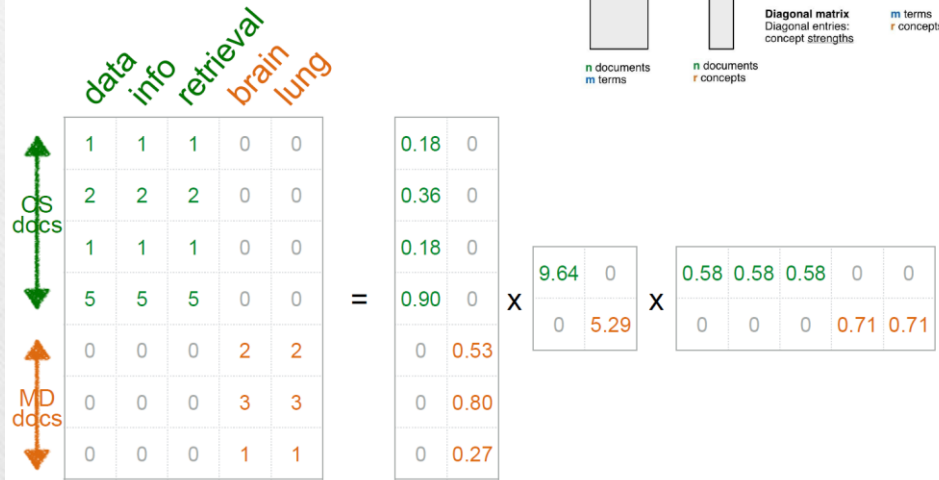 n documents
m terms
n documents
r concepts
Diagonal matrix
Diagonal entries:
concept strengths
m terms
r concepts
data info retrieval brain lung
CS
docs
MD
docs
1 1 1 0 0
2 2 2 0 0
1 1 1 0 0
5 5 5 0 0
0 0 0 2 2
0 0 0 3 3
0 0 0 1 1
=
0.18 0
0.36 0
0.18 0
0.90 0
0 0.53
0 0.80
0 0.27
x
9.64 0
0 5.29
x
0.58 0.58 0.58 0 0
0 0 0 0.71 0.71